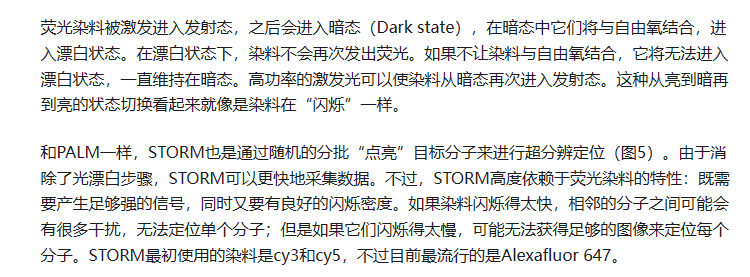 荧光染料被激发进入发射态，之后会进入暗态（Dark state），在暗态中它们将与自由氧结合，进
入漂白状态。在漂白状态下，染料不会再次发出荧光。如果不让染料与自由氧结合，它将无法进入
漂白状态，一直维持在暗态。高功率的激发光可以使染料从暗态再次进入发射态。这种从亮到暗再
到亮的状态切换看起来就像是染料在“闪烁”一样。
和PALM一样，STORM也是通过随机的分批“点亮”目标分子来进行超分辨定位（图5）。由于消
除了光漂白步骤，STORM可以更快地采集数据。不过，STORM高度依赖于荧光染料的特性：既需
要产生足够强的信号，同时又要有良好的闪烁密度。如果染料闪烁得太快，相邻的分子之间可能会
有很多干扰，无法定位单个分子；但是如果它们闪烁得太慢，可能无法获得足够的图像来定位每个
分子。STORM最初使用的染料是cy3和cy5，不过目前最流行的是Alexafluor 647。